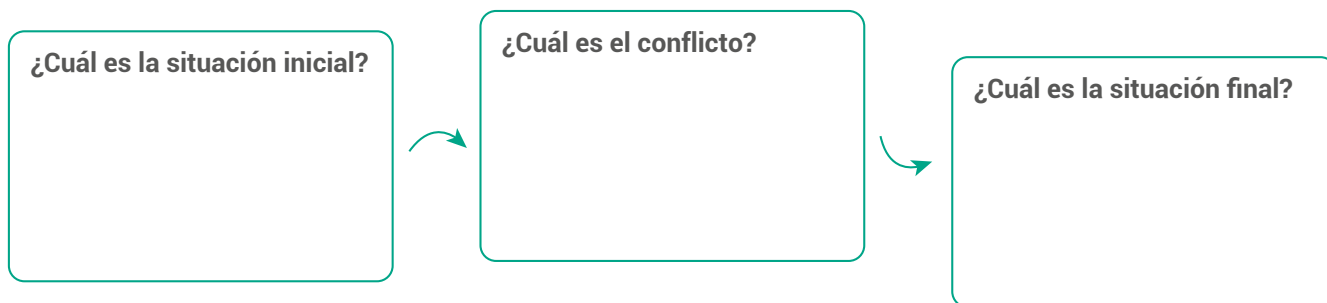 ¿Cuál es la situación inicial?
¿Cuál es el conflicto?
¿Cuál es la situación final?